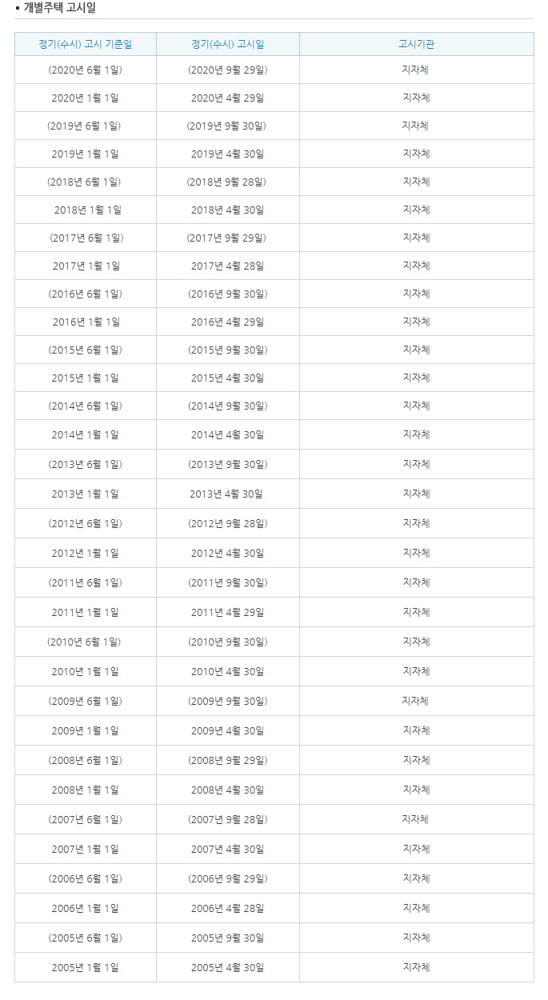 ▪ 개별주택 고시일
정기(수시) 고시 기준일 정기(수시) 고시일 고시기관
(2020년 6월 1일) (2020년 9월 29일) 지자체
2020년 1월 1일 2020년 4월 29일 지자체
(2019년 6월 1일) (2019년 9월 30일) 지자체
2019년 1월 1일 2019년 4월 30일 지자체
(2018년 6월 1일) (2018년 9월 28일) 지자체
2018년 1월 1일 2018년 4월 30일 지자체
(2017년 6월 1일) (2017년 9월 29일) 지자체
2017년 1월 1일 2017년 4월 28일 지자체
(2016년 6월 1일) (2016년 9월 30일) 지자체
2016년 1월 1일 2016년 4월 29일 지자체
(2015년 6월 1일) (2015년 9월 30일) 지자체
2015년 1월 1일 2015년 4월 30일 지자체
(2014년 6월 1일) (2014년 9월 30일) 지자체
2014년 1월 1일 2014년 4월 30일 지자체
(2013년 6월 1일) (2013년 9월 30일) 지자체
2013년 1월 1일 2013년 4월 30일 지자체
(2012년 6월 1일) (2012년 9월 28일) 지자체
2012년 1월 1일 2012년 4월 30일 지자체
(2011년 6월 1일) (2011년 9월 30일) 지자체
2011년 1월 1일 2011년 4월 29일 지자체
(2010년 6월 1일) (2010년 9월 30일) 지자체
2010년 1월 1일 2010년 4월 30일 지자체
(2009년 6월 1일) (2009년 9월 30일) 지자체
2009년 1월 1일 2009년 4월 30일 지자체
(2008년 6월 1일) (2008년 9월 29일) 지자체
2008년 1월 1일 2008년 4월 30일 지자체
(2007년 6월 1일) (2007년 9월 28일) 지자체
2007년 1월 1일 2007년 4월 30일 지자체
(2006년 6월 1일) (2006년 9월 29일) 지자체
2006년 1월 1일 2006년 4월 28일 지자체
(2005년 6월 1일) 2005년 9월 30일 지자체
2005년 1월 1일 2005년 4월 30일 지자체